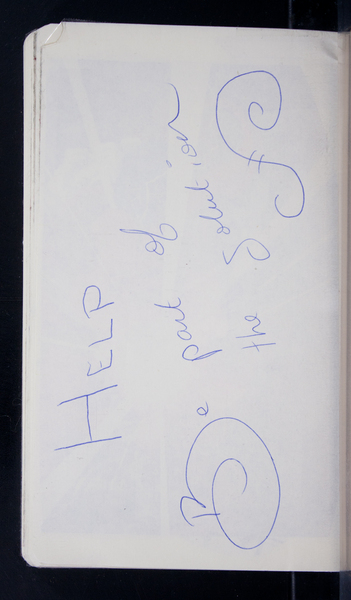 HELP
Be part of
the Solution